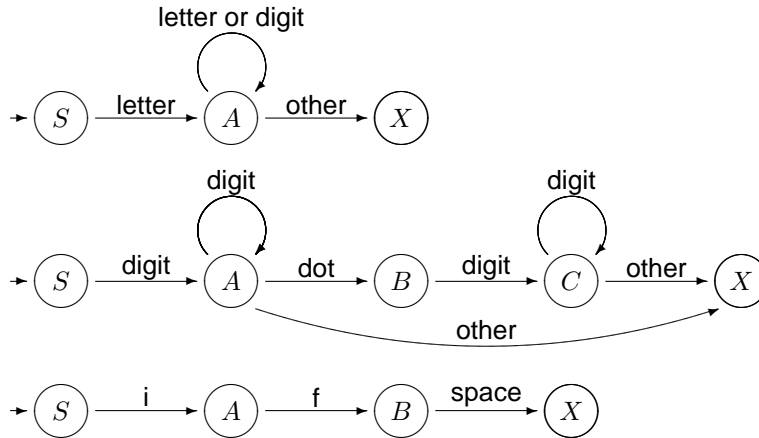 letter or digit
S letter A other X
digit digit
S digit A dot B digit C other X
other
S i A f B space X